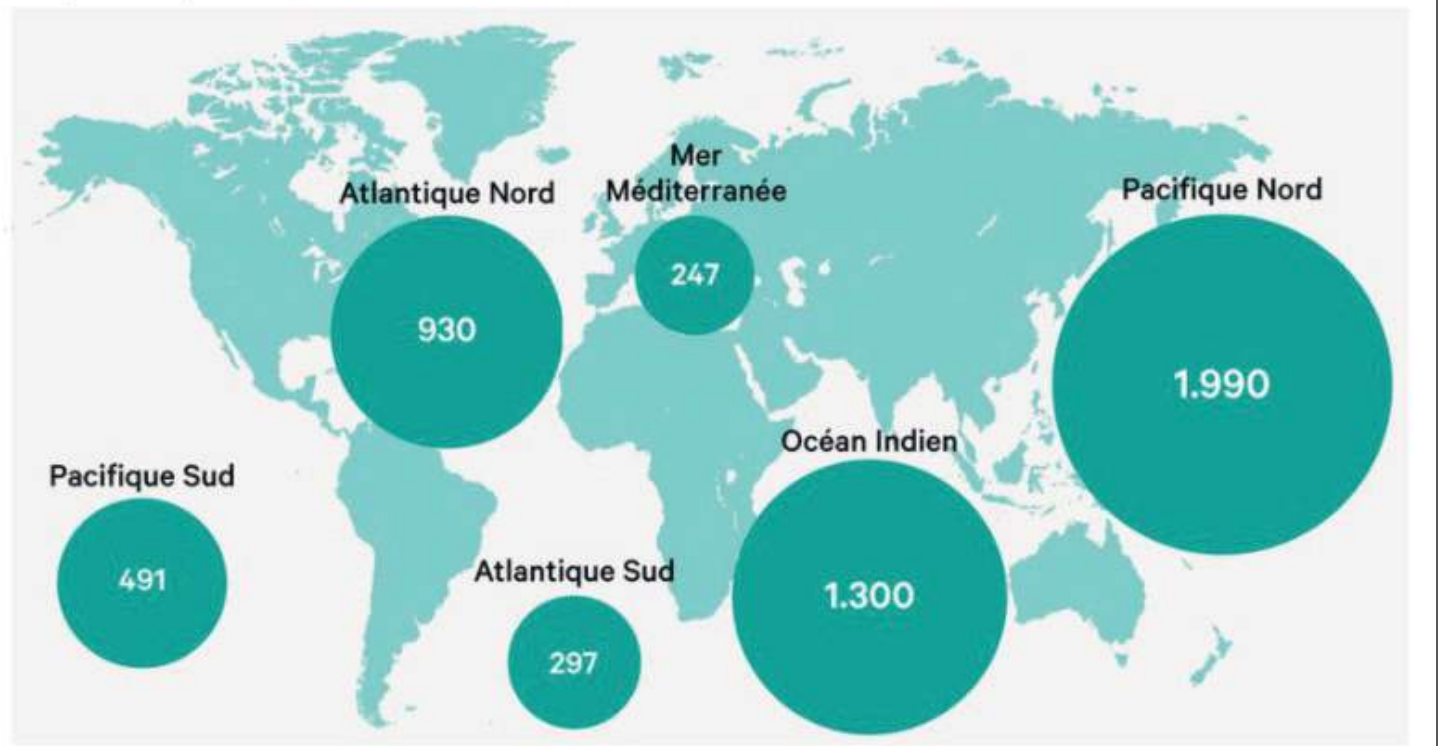 Mer
Méditerranée
247
Atlantique Nord
930
Pacifique Nord
1.990
Océan Indien
1.300
Pacifique Sud
491
Atlantique Sud
297